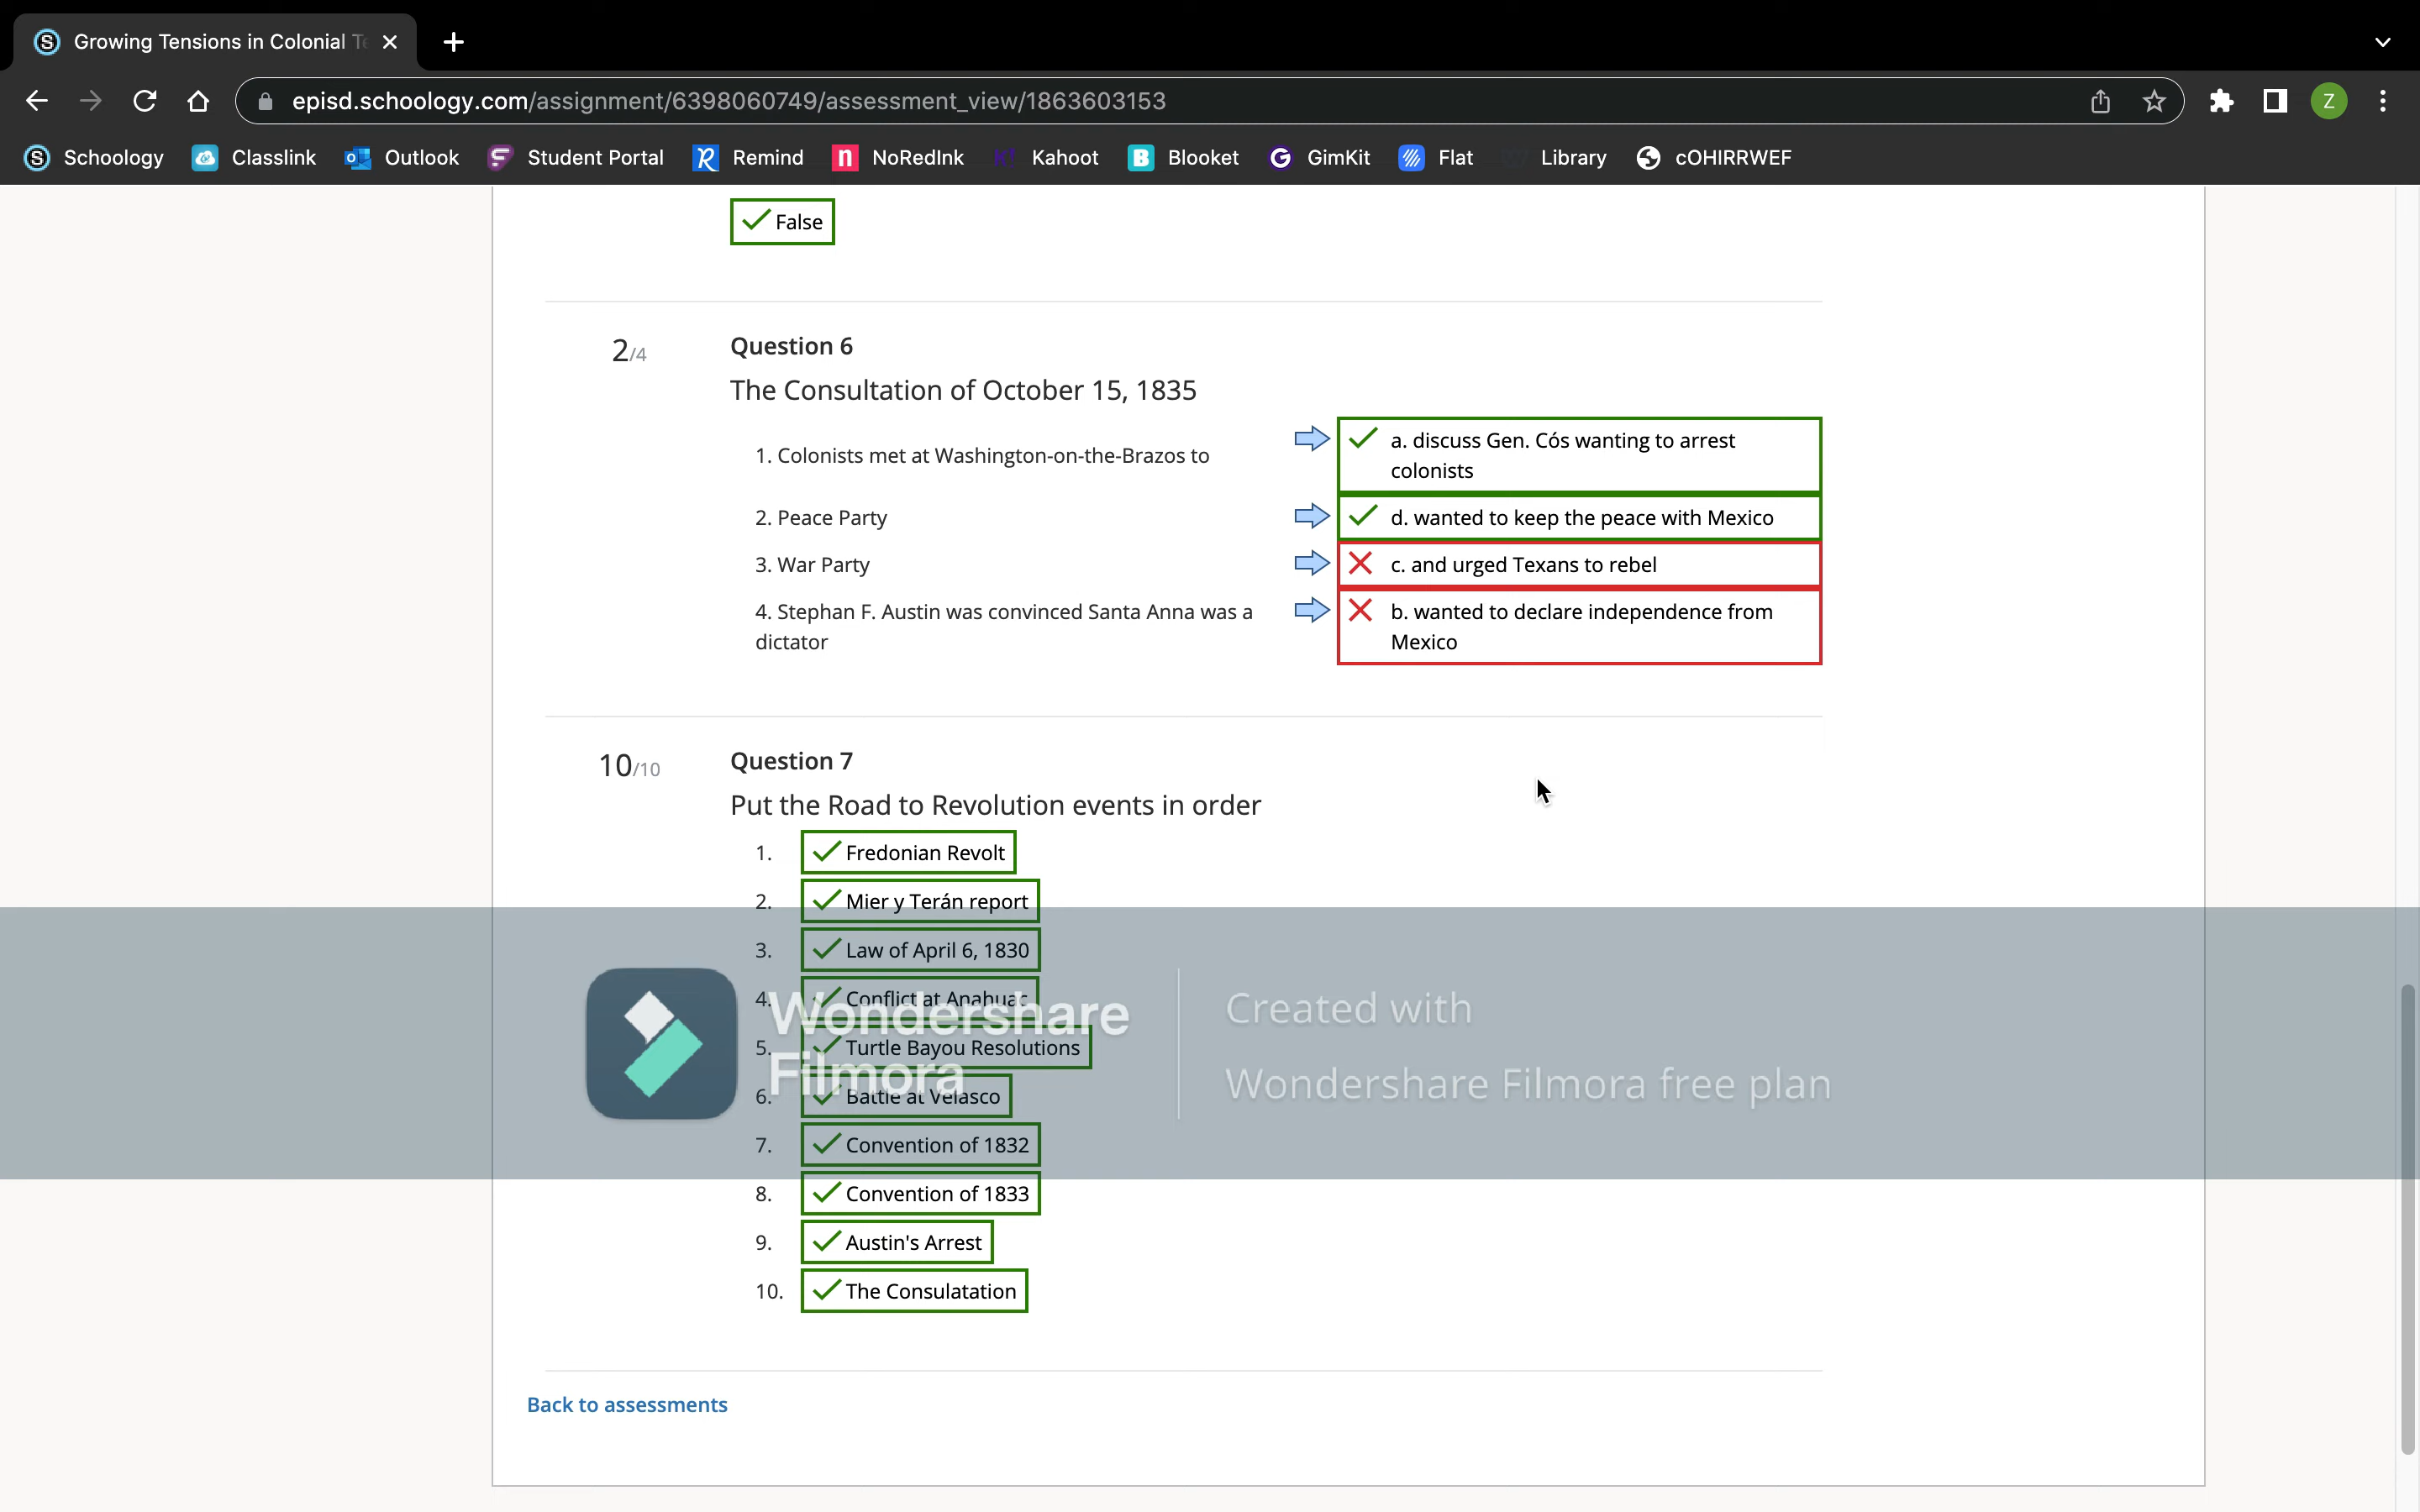 Growing Tensions in Colonial Te
episd.schoology.com/assignment/6398060749/assessment_view/1863603153
Z
Schoology Classlink Outlook Student Portal Remind NoRedInk Kahoot Blooket GimKit Flat Library cOHIRRWEF
False
2/4
Question 6
The Consultation of October 15, 1835
1. Colonists met at Washington-on-the-Brazos to
a. discuss Gen. Cós wanting to arrest
colonists
2. Peace Party
d. wanted to keep the peace with Mexico
3. War Party
c. and urged Texans to rebel
4. Stephan F. Austin was convinced Santa Anna was a
dictator
b. wanted to declare independence from
Mexico
10/10
Question 7
Put the Road to Revolution events in order
1. Fredonian Revolt
2. Mier y Terán report
3. Law of April 6, 1830
4. Conflict at Anahuac
5. Turtle Bayou Resolutions
6. Battle at Velasco
7. Convention of 1832
8. Convention of 1833
9. Austin's Arrest
10. The Consulatation
Wondershare
Filmora
Created with
Wondershare Filmora free plan
Back to assessments